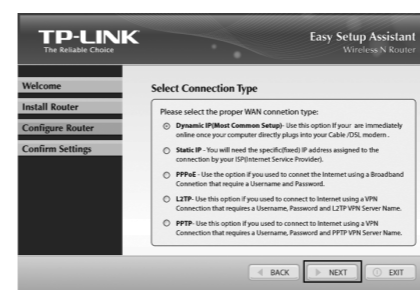 TP-LINK
The Reliable Choice
Easy Setup Assistant
Wireless N Router
Welcome
Install Router
Configure Router
Confirm Settings
Select Connection Type
Please select the proper WAN connetion type:
Dynamic IP(Most Common Setup)- Use this option If your are immediately
online once your computer directly plugs into your Cable /DSL modem .
Static IP - You will need the specific(fixed) IP address assigned to the
connection by your ISP(Internet Service Provider).
PPPoE - Use the option if you used to connet the Internet using a Broadband
Connetion that require a Username and Password.
L2TP- Use this option if you used to connect to Internet using a VPN
Connection that requires a Username, Password and L2TP VPN Server Name.
PPTP- Use this option if you used to connect to Internet using a VPN
Connection that requires a Username, Password and PPTP VPN Server Name.
BACK
NEXT
EXIT